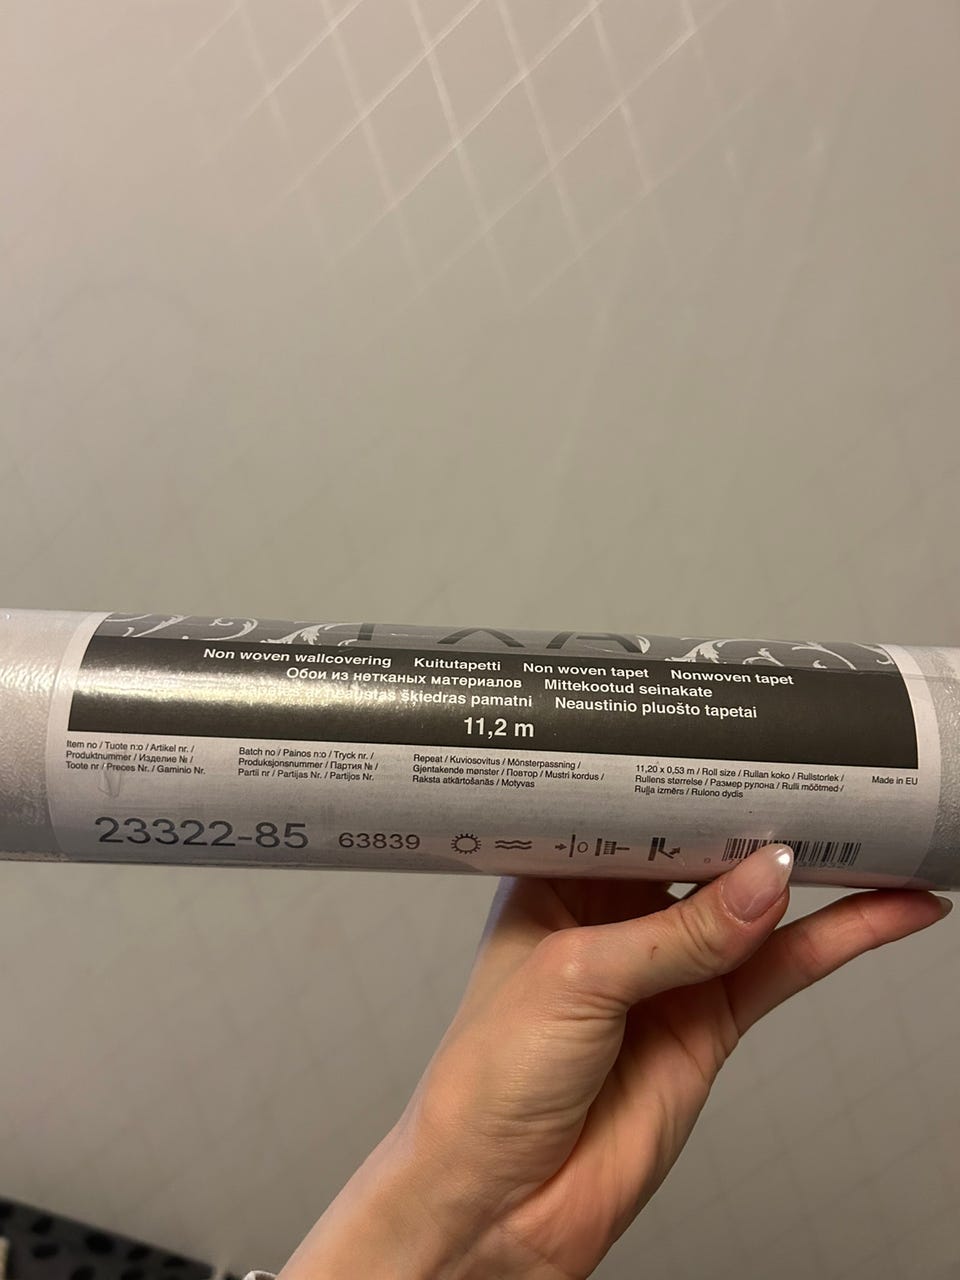 Non woven wallcovering Kuitutapetti Non woven tapet Nonwoven tapet
Обои из нетканых материалов Mittekootud seinakate
neaustas šķiedras pamatni Neaustinio pluošto tapetai
11,2 m
Item no / Tuote n:o / Artikel nr. /
Produktnummer / Изделие № /
Toote nr / Preces Nr. / Gaminio Nr.
Batch no / Painos n:o / Tryck nr. /
Produksjonsnummer / Партия № /
Partii nr / Partijas Nr. / Partijos Nr.
Repeat / Kuviosovitus / Mönsterpassning /
Gjentakende mønster / Повтор / Mustri kordus /
Raksta atkārtošanās / Motyvas
11,20 x 0,53 m / Roll size / Rullan koko / Rullstorlek /
Rullens størrelse / Размер рулона / Rulli mõõtmed /
Ruļļa izmērs / Rulono dydis
Made in EU
23322-85 63839